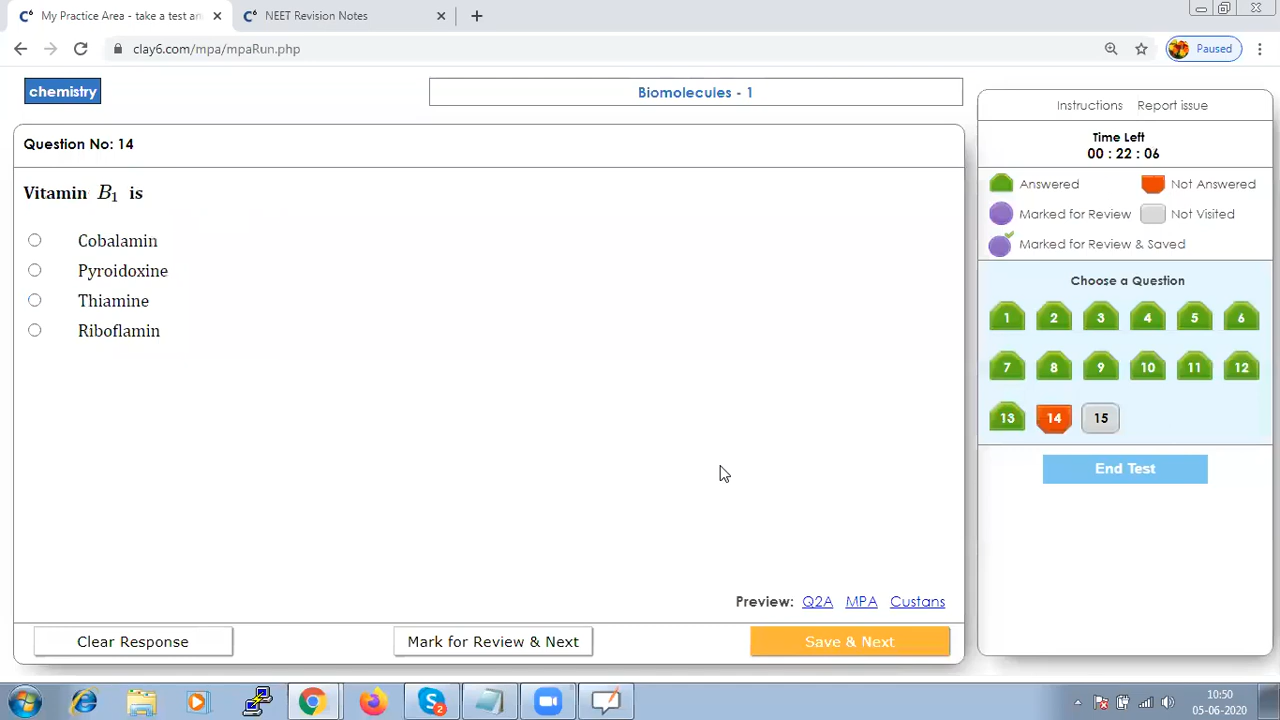 My Practice Area - take a test an
NEET Revision Notes
clay6.com/mpa/mpaRun.php
Paused
chemistry
Biomolecules - 1
Instructions Report issue
Question No: 14
Time Left
00 : 22 : 06
Vitamin B₁ is
Answered
Not Answered
Marked for Review
Not Visited
Marked for Review & Saved
Cobalamin
Pyroidoxine
Thiamine
Riboflamin
Choose a Question
1 2 3 4 5 6
7 8 9 10 11 12
13 14 15
End Test
Preview: Q2A MPA Custans
Clear Response
Mark for Review & Next
Save & Next
2
10:50
05-06-2020